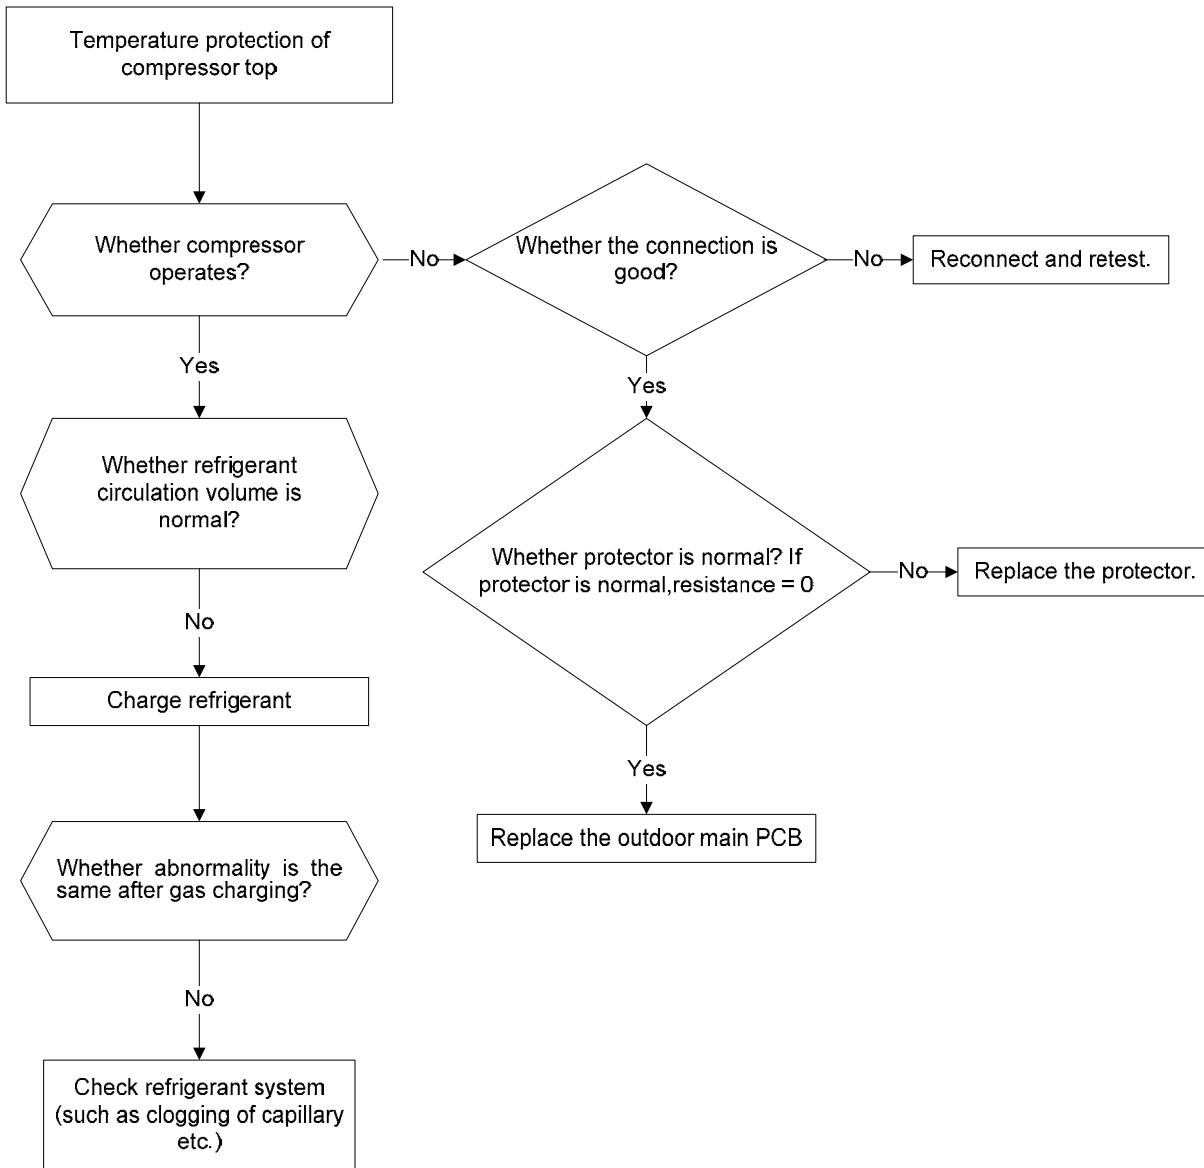 Temperature protection of
compressor top
Whether compressor
operates?
No
Whether the connection is
good?
No
Reconnect and retest.
Yes
Yes
Whether refrigerant
circulation volume is
normal?
Whether protector is normal? If
protector is normal,resistance = 0
No
Replace the protector.
No
Charge refrigerant
Yes
Replace the outdoor main PCB
Whether abnormality is the
same after gas charging?
No
Check refrigerant system
(such as clogging of capillary
etc.)